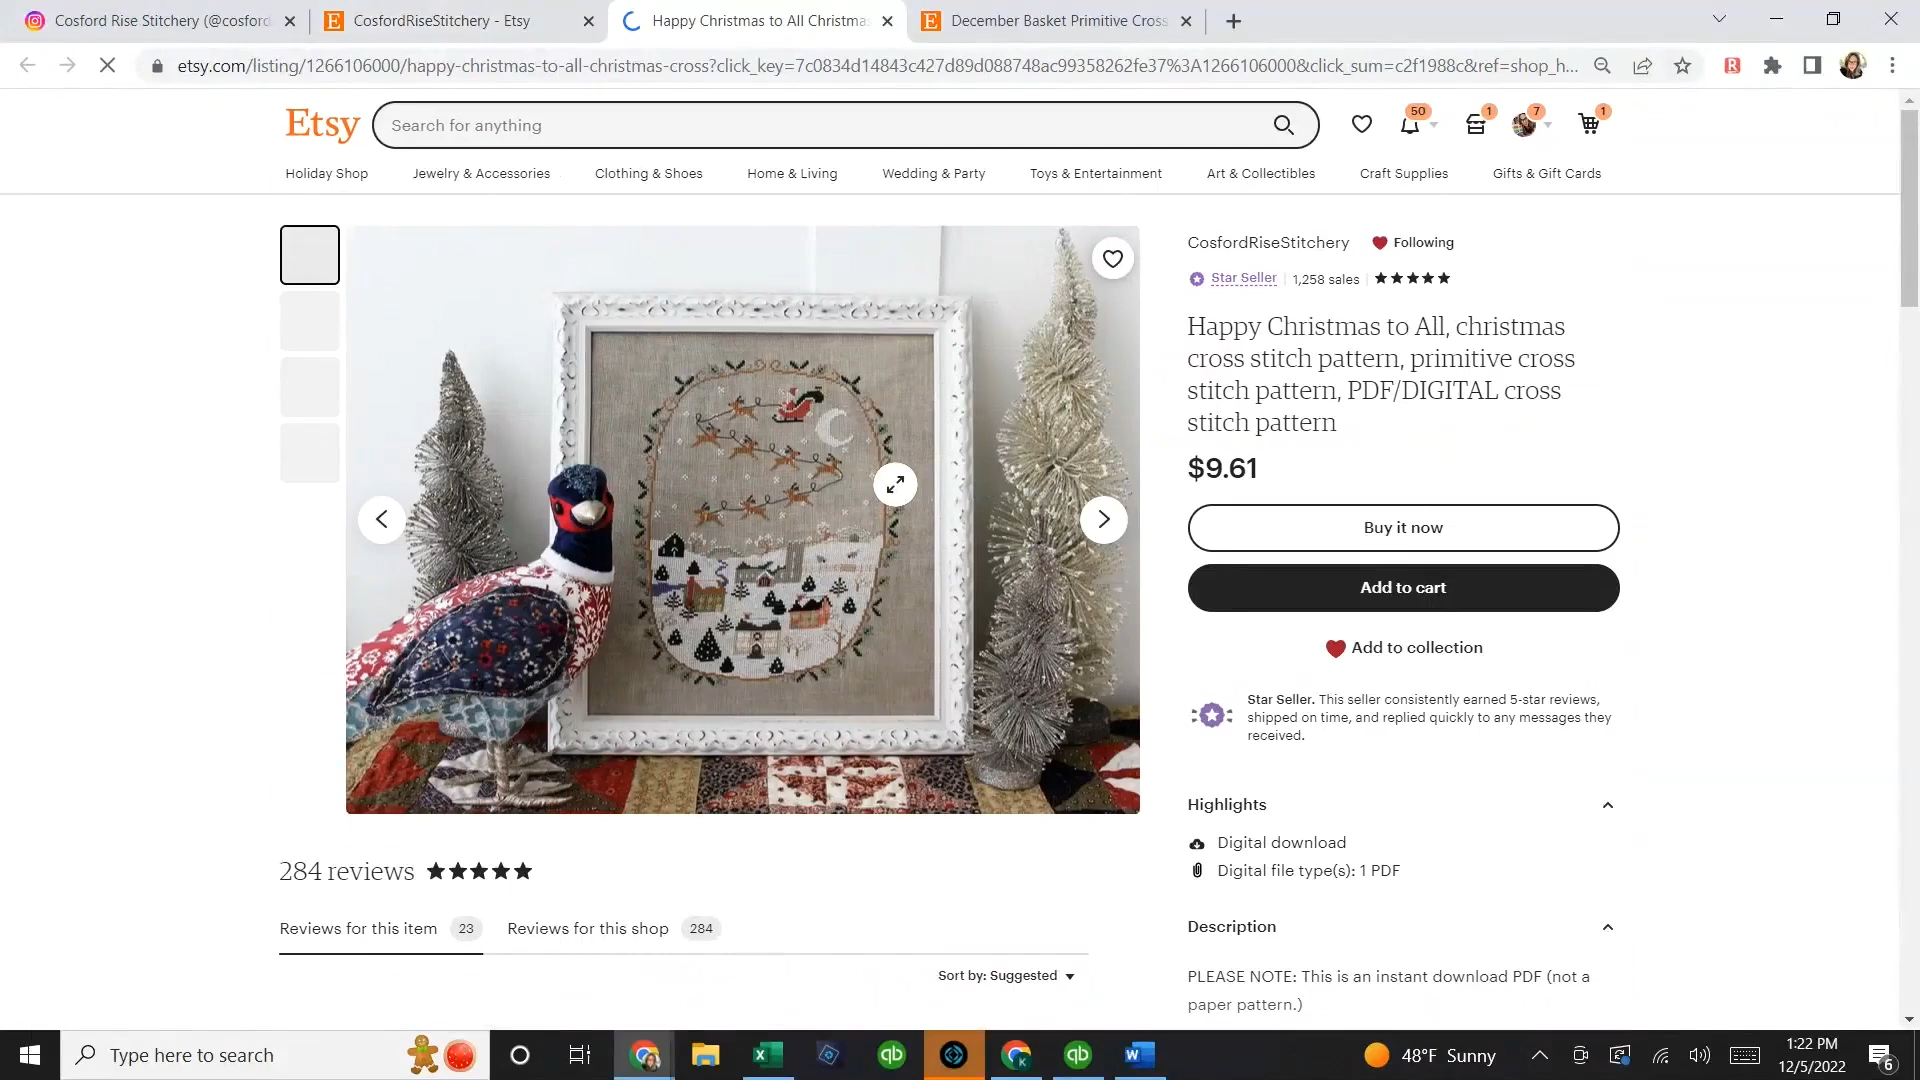 Cosford Rise Stitchery (@cosford
CosfordRiseStitchery - Etsy
Happy Christmas to All Christmas
December Basket Primitive Cross
etsy.com/listing/1266106000/happy-christmas-to-all-christmas-cross?click_key=7c0834d14843c427d89d088748ac99358262fe37%3A1266106000&click_sum=c2f1988c&ref=shop_h...
Etsy
Search for anything
50
1
7
1
Holiday Shop
Jewelry & Accessories
Clothing & Shoes
Home & Living
Wedding & Party
Toys & Entertainment
Art & Collectibles
Craft Supplies
Gifts & Gift Cards
CosfordRiseStitchery
Following
Star Seller
1,258 sales
Happy Christmas to All, christmas
cross stitch pattern, primitive cross
stitch pattern, PDF/DIGITAL cross
stitch pattern
$9.61
Buy it now
Add to cart
Add to collection
Star Seller. This seller consistently earned 5-star reviews,
shipped on time, and replied quickly to any messages they
received.
Highlights
Digital download
Digital file type(s): 1 PDF
Description
PLEASE NOTE: This is an instant download PDF (not a
paper pattern.)
284 reviews
Reviews for this item 23
Reviews for this shop 284
Sort by: Suggested
Type here to search
48°F Sunny
1:22 PM
12/5/2022
6